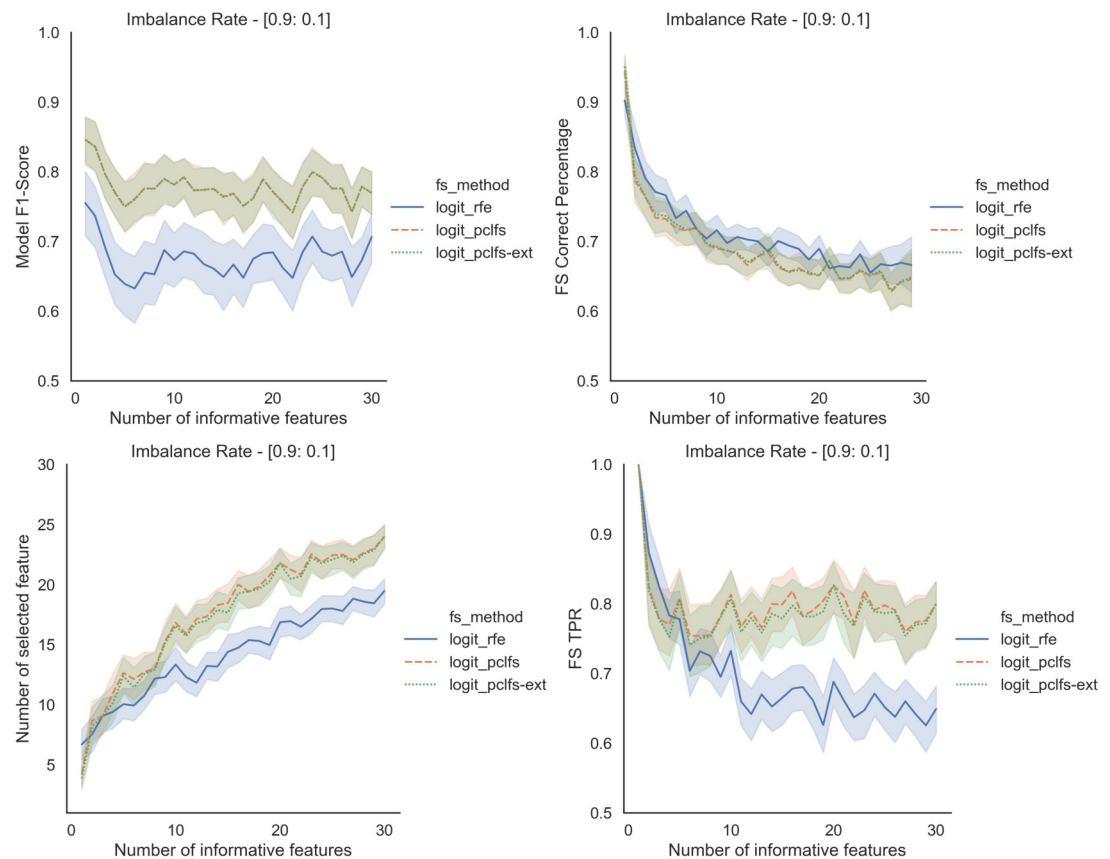 Imbalance Rate - [0.9: 0.1]
1.0
0.9
0.8
0.7
0.6
0.5
Model F1-Score
0
10
20
30
Number of informative features
fs_method
logit_rfe
logit_pclfs
logit_pclfs-ext
Imbalance Rate - [0.9: 0.1]
1.0
0.9
0.8
0.7
0.6
0.5
FS Correct Percentage
0
10
20
30
Number of informative features
fs_method
logit_rfe
logit_pclfs
logit_pclfs-ext
Imbalance Rate - [0.9: 0.1]
30
25
20
15
10
5
Number of selected feature
0
10
20
30
Number of informative features
fs_method
logit_rfe
logit_pclfs
logit_pclfs-ext
Imbalance Rate - [0.9: 0.1]
1.0
0.9
0.8
0.7
0.6
0.5
FS TPR
0
10
20
30
Number of informative features
fs_method
logit_rfe
logit_pclfs
logit_pclfs-ext